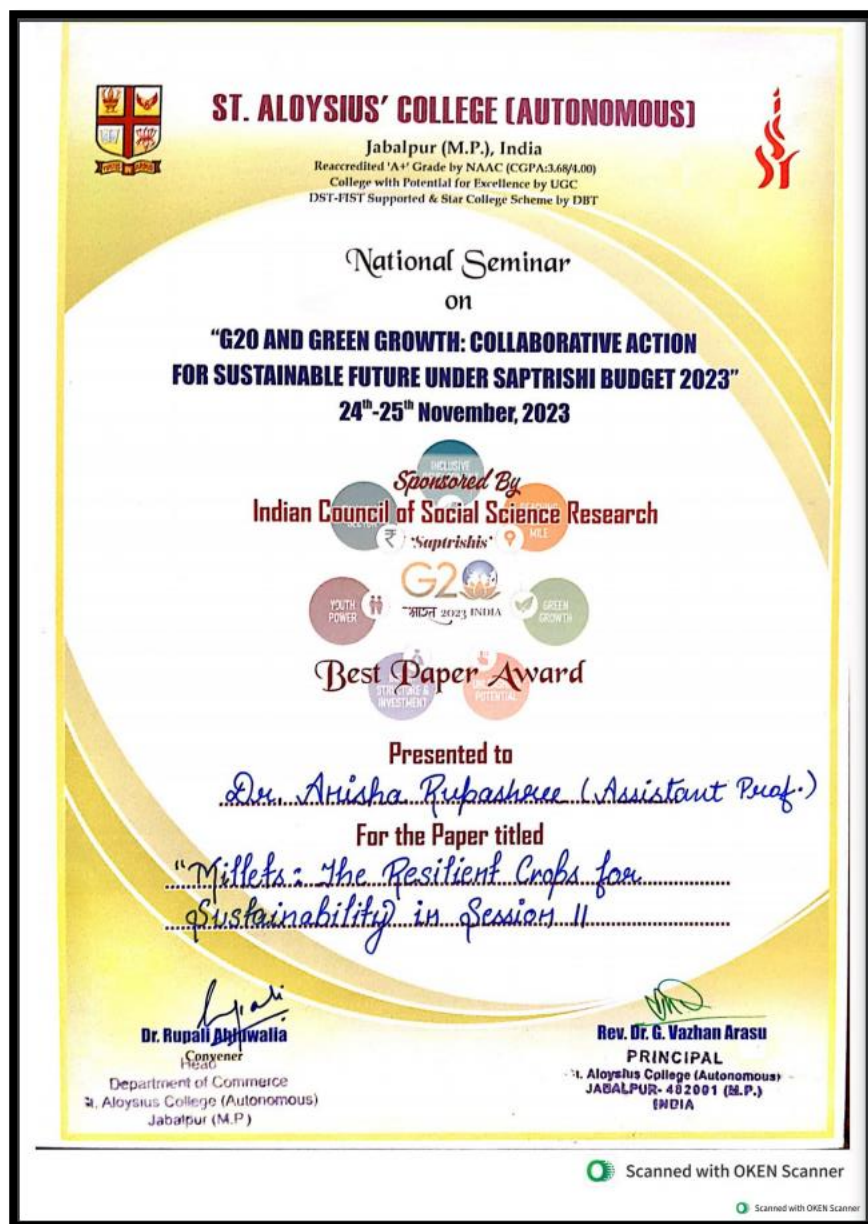 ST. ALOYSIUS' COLLEGE (AUTONOMOUS)
Jabalpur (M.P.), India
Reaccredited 'A+' Grade by NAAC (CGPA:3.68/4.00)
College with Potential for Excellence by UGC
DST-FIST Supported & Star College Scheme by DBT
National Seminar
on
"G20 AND GREEN GROWTH: COLLABORATIVE ACTION
FOR SUSTAINABLE FUTURE UNDER SAPTRISHI BUDGET 2023"
24th-25th November, 2023
INCLUSIVE
Sponsored By
Indian Council of Social Science Research
MILE
'Saptrishis'
G20
भारत 2023 INDIA
YOUTH POWER
GREEN GROWTH
Best Paper Award
INVESTMENT
POTENTIAL
Presented to
Dr. Arisha Rupashree (Assistant Prof.)
For the Paper titled
"Millets: The Resilient Crops for
Sustainability) in Session II
Dr. Rupali Ahluwalia
Convener
Head
Department of Commerce
St. Aloysius College (Autonomous)
Jabalpur (M.P)
Rev. Dr. G. Vazhan Arasu
PRINCIPAL
St. Aloysius College (Autonomous)
JABALPUR- 482001 (M.P.)
INDIA
Scanned with OKEN Scanner
Scanned with OKEN Scanner